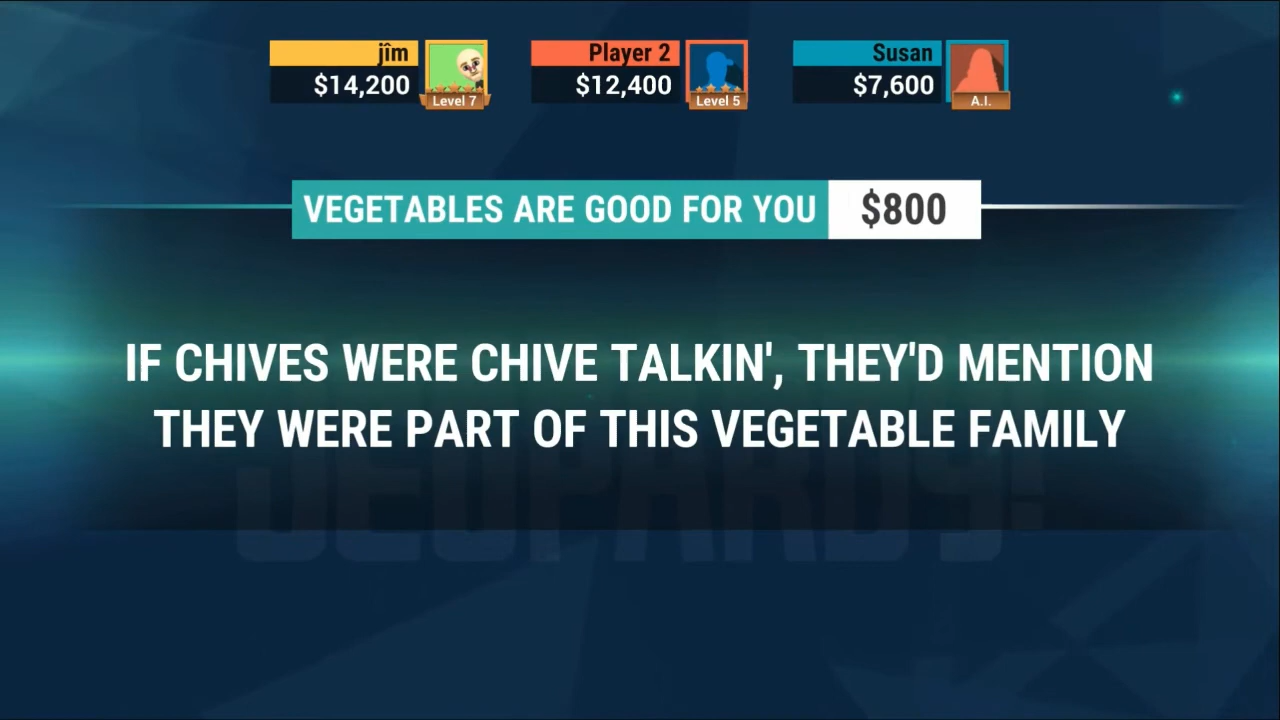 jîm
$14,200
Level 7
Player 2
$12,400
Level 5
Susan
$7,600
A.I.
VEGETABLES ARE GOOD FOR YOU $800
IF CHIVES WERE CHIVE TALKIN', THEY'D MENTION
THEY WERE PART OF THIS VEGETABLE FAMILY
JEOPARDY!